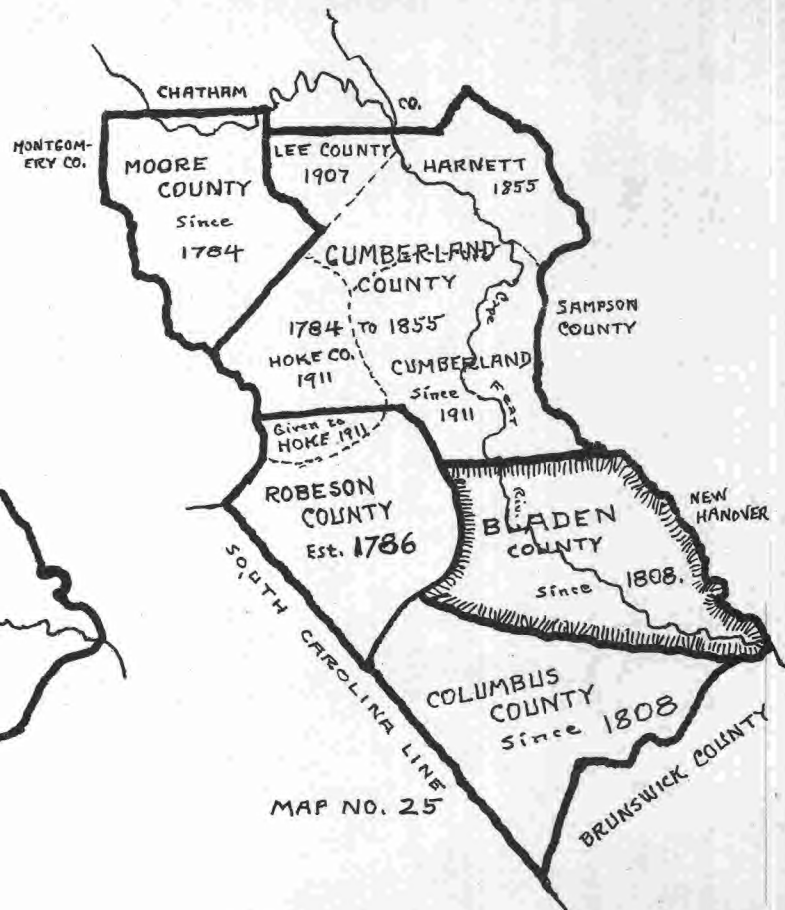 CHATHAM
CO.
MONTGOM-
ERY CO.
MOORE
COUNTY
Since
1784
LEE COUNTY
1907
HARNETT
1855
CUMBERLAND
COUNTY
1784 TO 1855
HOKE CO.
1911
CUMBERLAND
Since
1911
Cape
Fear
Riv.
SAMPSON
COUNTY
Given to
HOKE 1911
ROBESON
COUNTY
Est. 1786
BLADEN
COUNTY
Since 1808.
NEW
HANOVER
SOUTH CAROLINA LINE
COLUMBUS
COUNTY
Since 1808
BRUNSWICK COUNTY
MAP NO. 25